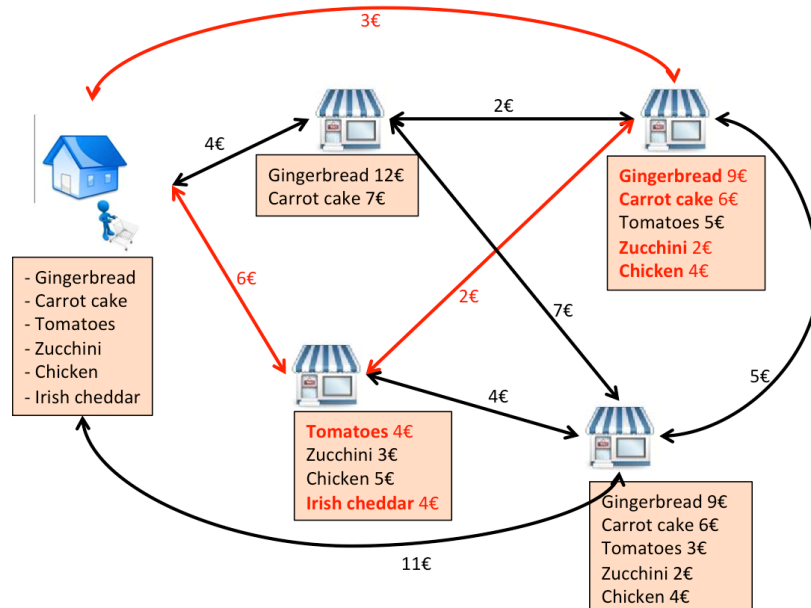 3€
4€
2€
Gingerbread 12€
Carrot cake 7€
Gingerbread 9€
Carrot cake 6€
Tomatoes 5€
Zucchini 2€
Chicken 4€
- Gingerbread
- Carrot cake
- Tomatoes
- Zucchini
- Chicken
- Irish cheddar
6€
2€
7€
5€
4€
Tomatoes 4€
Zucchini 3€
Chicken 5€
Irish cheddar 4€
11€
Gingerbread 9€
Carrot cake 6€
Tomatoes 3€
Zucchini 2€
Chicken 4€